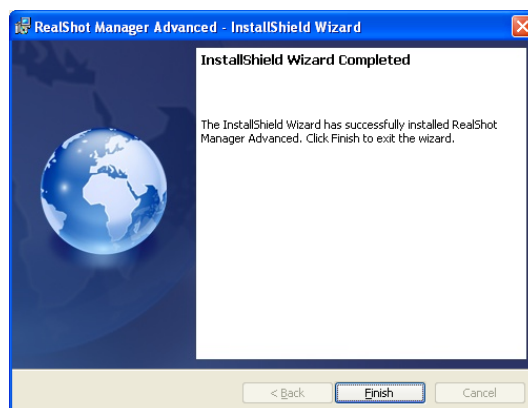 RealShot Manager Advanced - InstallShield Wizard
InstallShield Wizard Completed
The InstallShield Wizard has successfully installed RealShot
Manager Advanced. Click Finish to exit the wizard.
< Back
Finish
Cancel